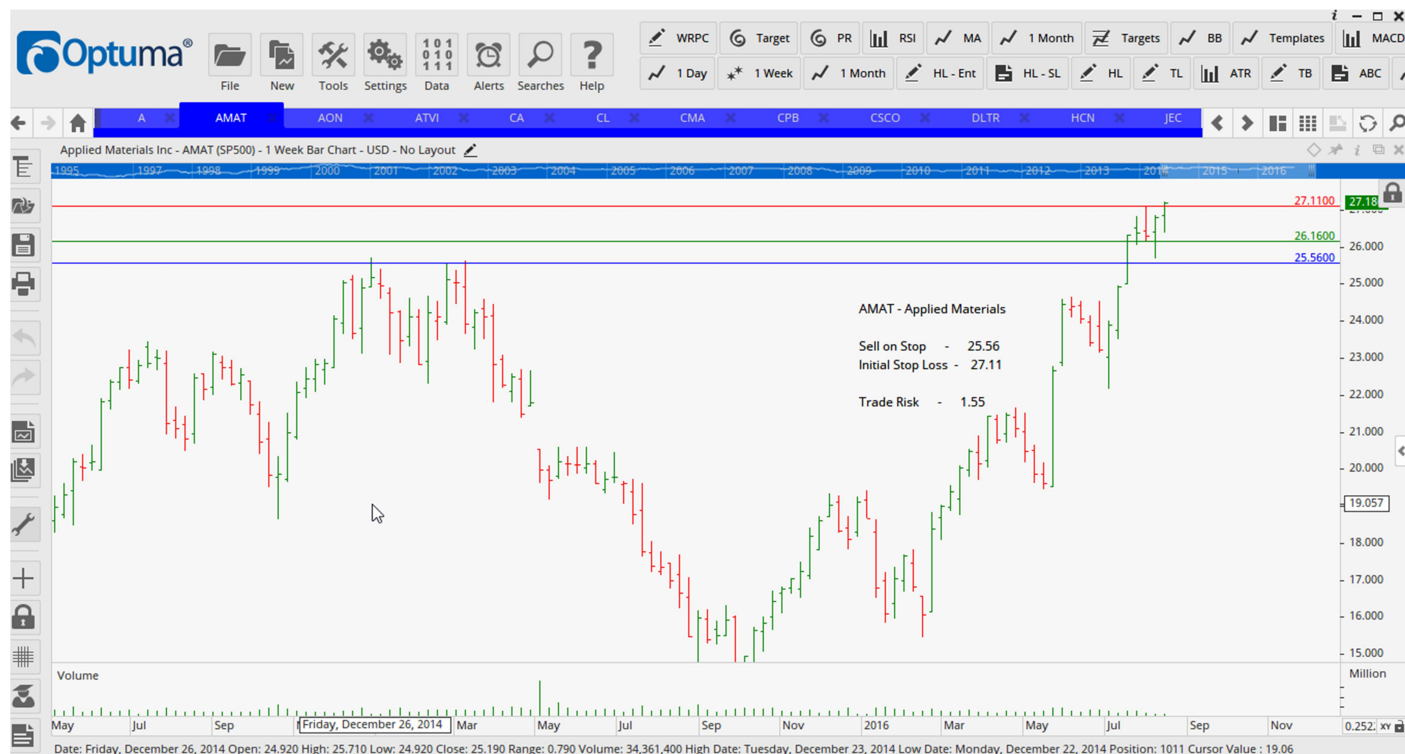 i
Optuma®
WRPC Target PR RSI MA 1 Month Targets BB Templates MACD
1 Day 1 Week 1 Month HL - Ent HL - SL HL TL ATR TB ABC
101
010
111
File New Tools Settings Data Alerts Searches Help
A AMAT AON ATVI CA CL CMA CPB CSCO DLTR HCN JEC
Applied Materials Inc - AMAT (SP500) - 1 Week Bar Chart - USD - No Layout
1995 1997 1998 1999 2000 2001 2002 2003 2004 2005 2006 2007 2008 2009 2010 2011 2012 2013 2014 2015 2016
27.1100 27.18
26.1600
26.000
25.5600
25.000
AMAT - Applied Materials
24.000
Sell on Stop - 25.56
23.000
Initial Stop Loss - 27.11
22.000
Trade Risk - 1.55
21.000
20.000
19.057
18.000
17.000
16.000
15.000
Volume Million
May Jul Sep Friday, December 26, 2014 Mar May Jul Sep Nov 2016 Mar May Jul Sep Nov 0.252 XY
Date: Friday, December 26, 2014 Open: 24.920 High: 25.710 Low: 24.920 Close: 25.190 Range: 0.790 Volume: 34,361,400 High Date: Tuesday, December 23, 2014 Low Date: Monday, December 22, 2014 Position: 1011 Cursor Value : 19.06